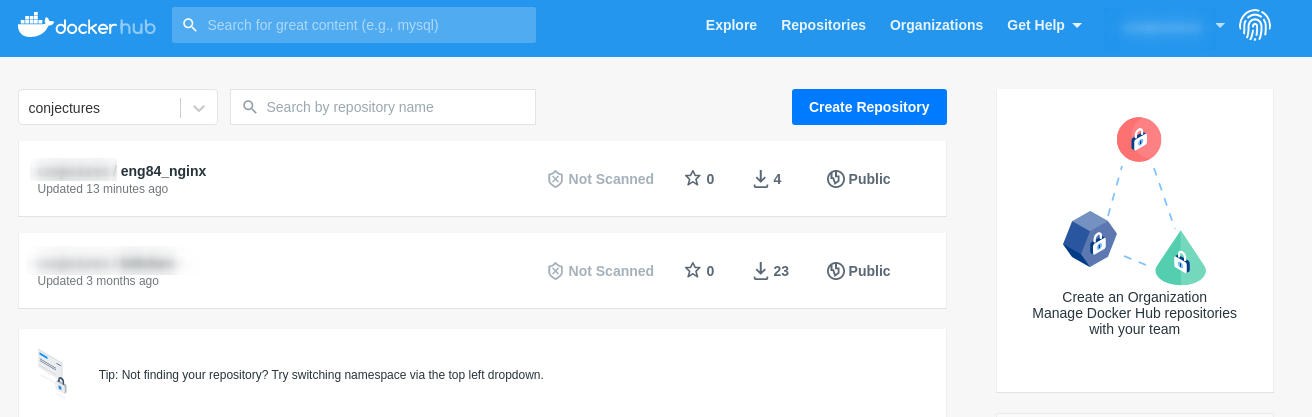 docker hub
Search for great content (e.g., mysql)
Explore
Repositories
Organizations
Get Help
conjectures
Search by repository name
Create Repository
/ eng84_nginx
Updated 13 minutes ago
Not Scanned
0
4
Public
Updated 3 months ago
Not Scanned
0
23
Public
Tip: Not finding your repository? Try switching namespace via the top left dropdown.
Create an Organization
Manage Docker Hub repositories
with your team